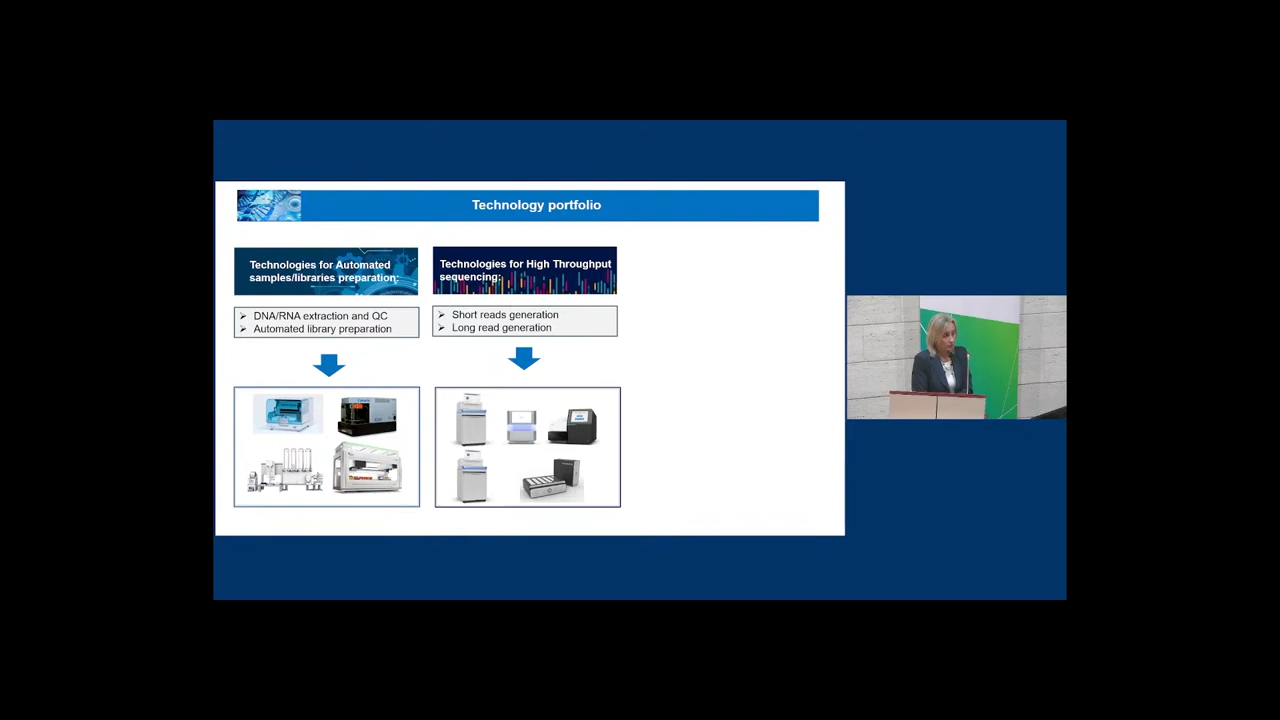 Technology portfolio
Technologies for Automated
samples/libraries preparation:
Technologies for High Throughput
sequencing:
DNA/RNA extraction and QC
Automated library preparation
Short reads generation
Long read generation